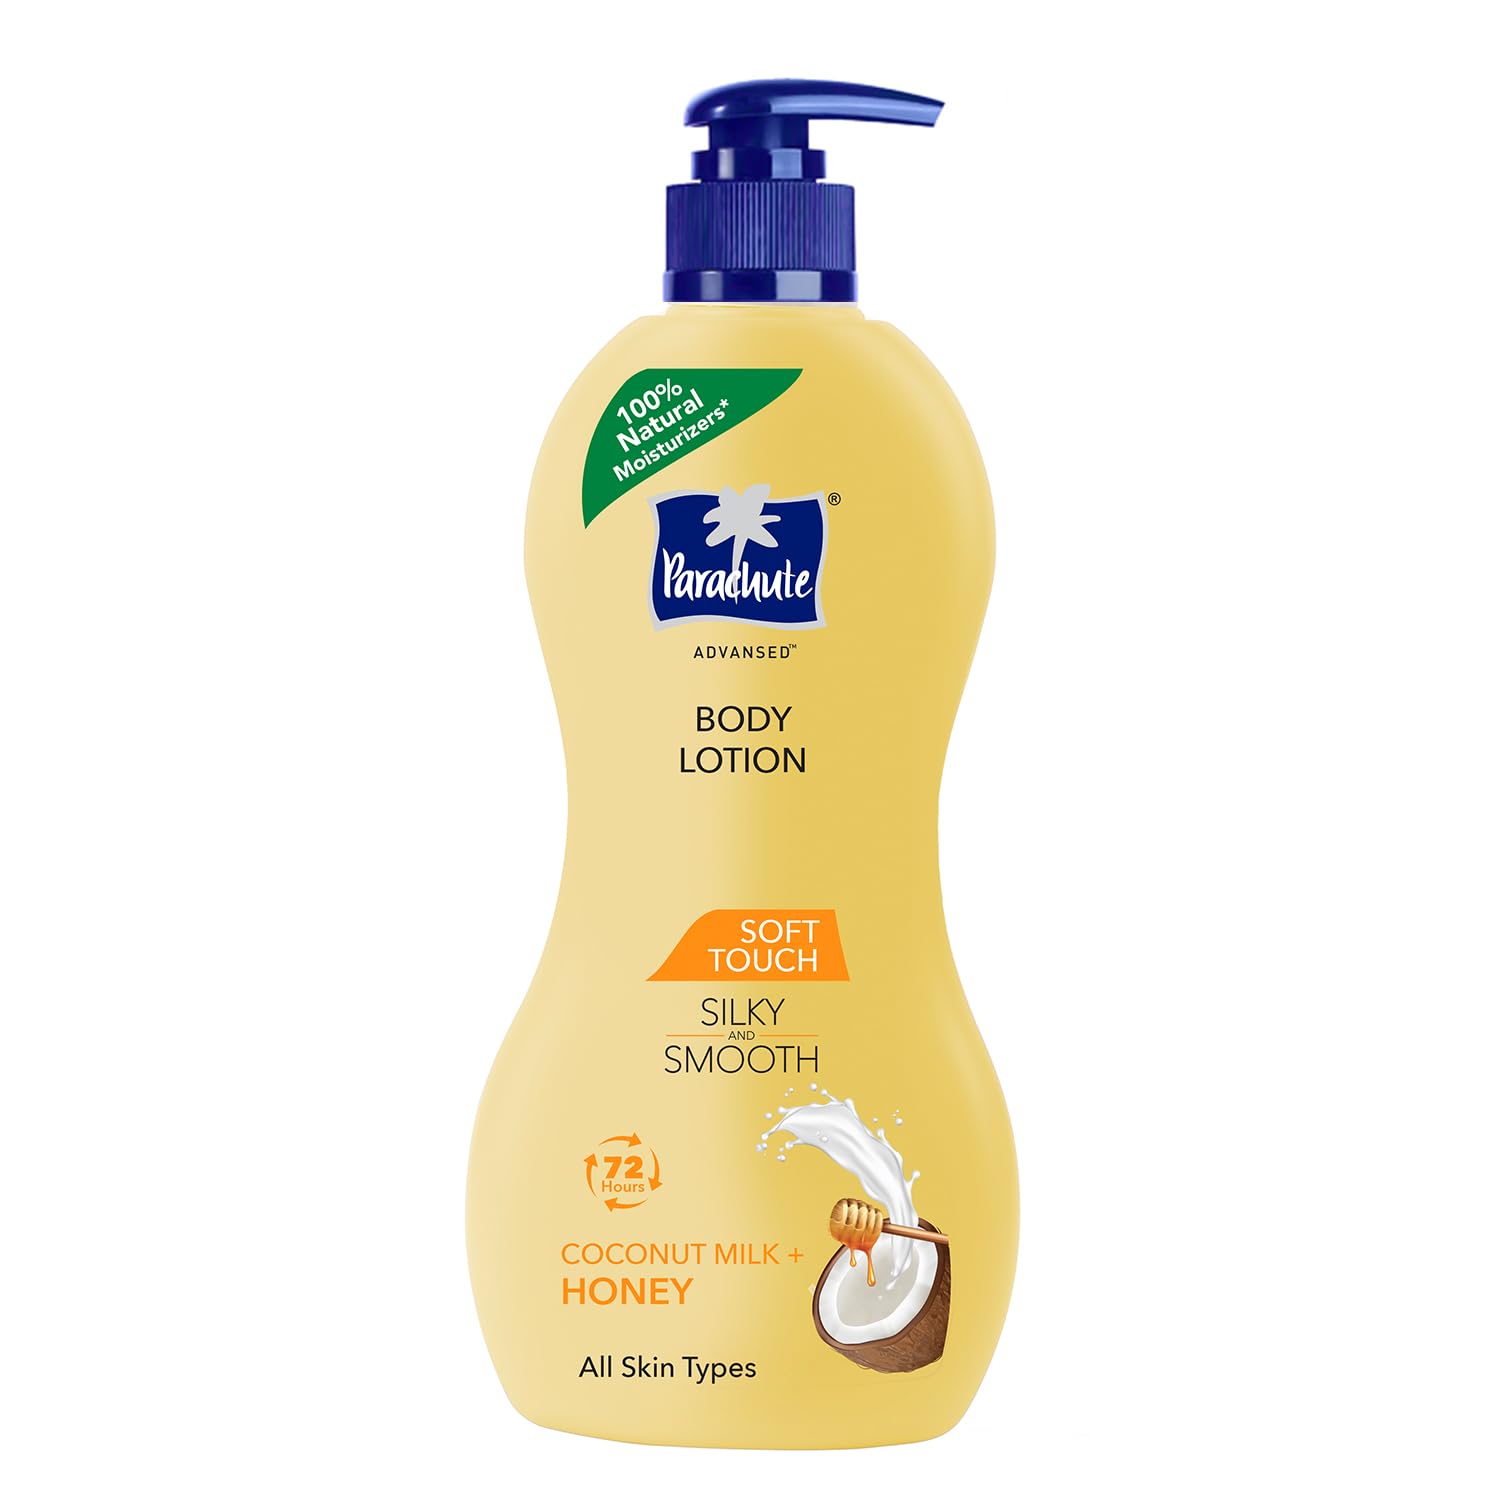 100%
Natural
Moisturizers*
Parachute®
ADVANSED™
BODY
LOTION
SOFT
TOUCH
SILKY
AND
SMOOTH
72
Hours
COCONUT MILK +
HONEY
All Skin Types